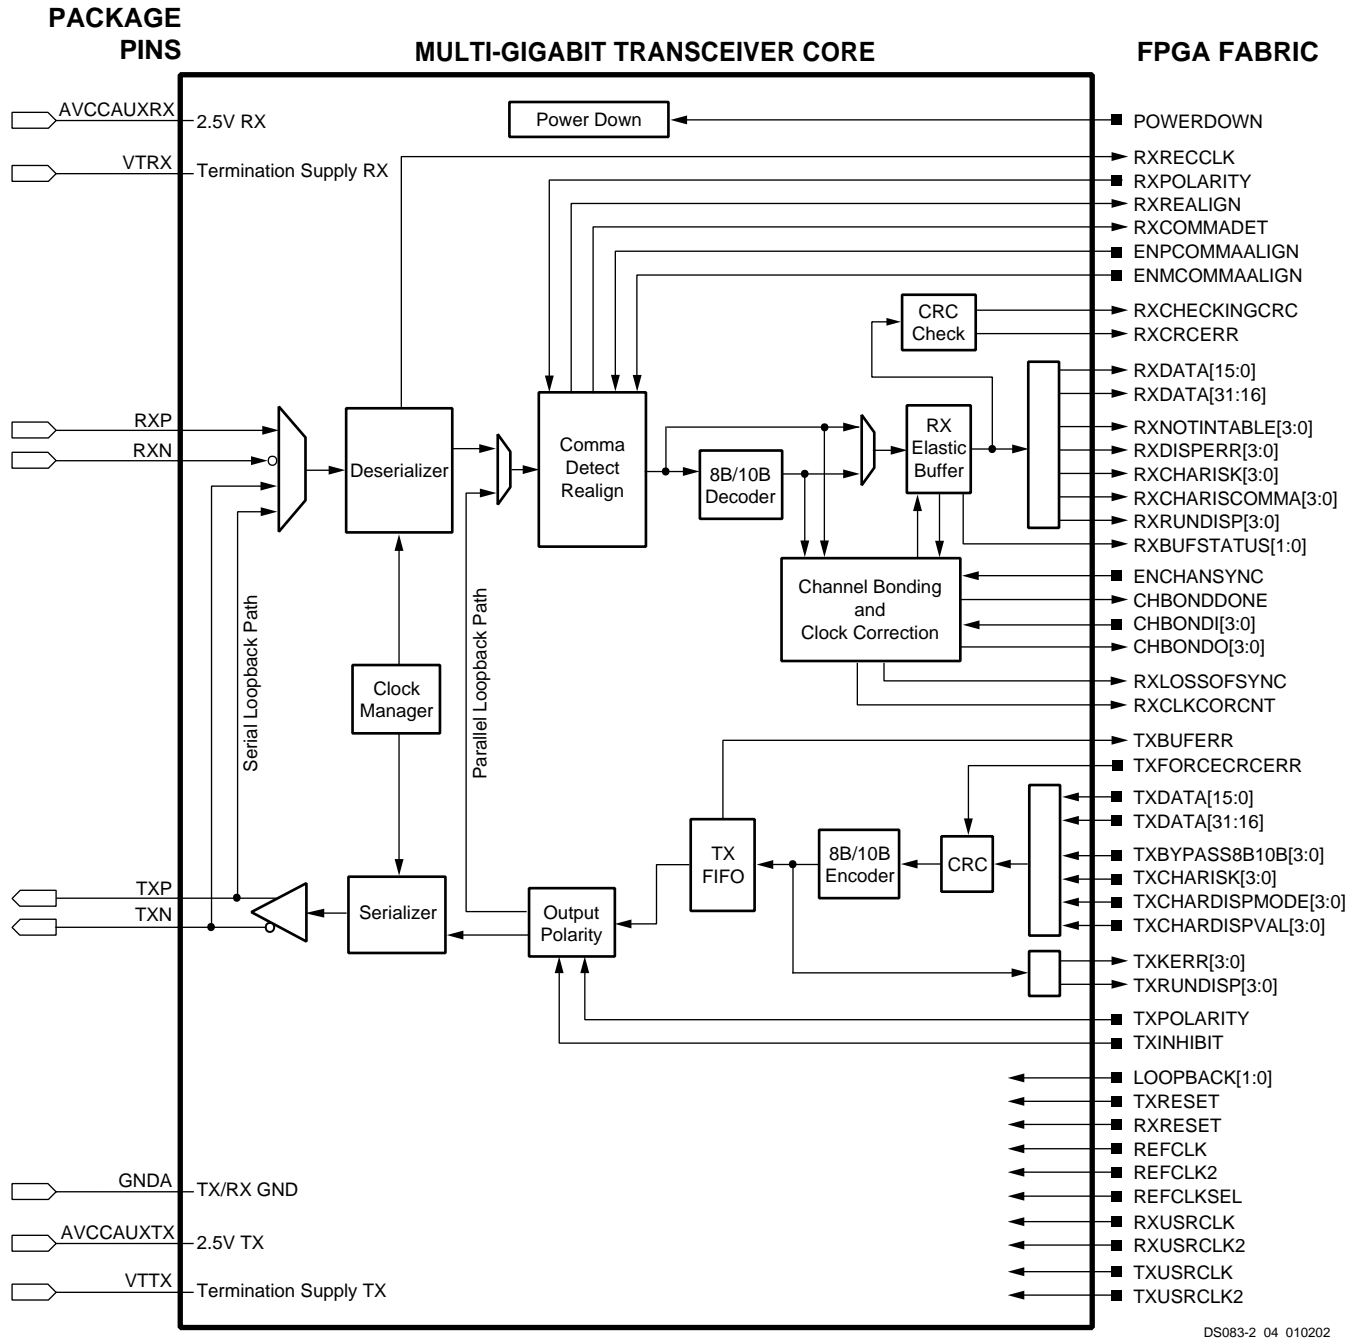 PACKAGE
PINS
MULTI-GIGABIT TRANSCEIVER CORE
FPGA FABRIC
AVCCAUXRX
2.5V RX
VTRX
Termination Supply RX
Power Down
POWERDOWN
RXRECCLK
RXPOLARITY
RXREALIGN
RXCOMMADET
ENPCOMMAALIGN
ENMCOMMAALIGN
CRC
Check
RXCHECKINGCRC
RXCRCERR
RXDATA[15:0]
RXDATA[31:16]
RXNOTINTABLE[3:0]
RXDISPERR[3:0]
RXCHARISK[3:0]
RXCHARISCOMMA[3:0]
RXRUNDISP[3:0]
RXBUFSTATUS[1:0]
RXP
RXN
Deserializer
Comma
Detect
Realign
8B/10B
Decoder
RX
Elastic
Buffer
Channel Bonding
and
Clock Correction
ENCHANSYNC
CHBONDDONE
CHBONDI[3:0]
CHBONDO[3:0]
RXLOSSOFSYNC
RXCLKCORCNT
Serial Loopback Path
Clock
Manager
Parallel Loopback Path
TXBUFERR
TXFORCECRCERR
TXDATA[15:0]
TXDATA[31:16]
TXBYPASS8B10B[3:0]
TXCHARISK[3:0]
TXCHARDISPMODE[3:0]
TXCHARDISPVAL[3:0]
TXKERR[3:0]
TXRUNDISP[3:0]
TXPOLARITY
TXINHIBIT
TX
FIFO
8B/10B
Encoder
CRC
TXP
TXN
Serializer
Output
Polarity
LOOPBACK[1:0]
TXRESET
RXRESET
REFCLK
REFCLK2
REFCLKSEL
RXUSRCLK
RXUSRCLK2
TXUSRCLK
TXUSRCLK2
GNDA
TX/RX GND
AVCCAUXTX
2.5V TX
VTTX
Termination Supply TX
DS083-2_04_010202